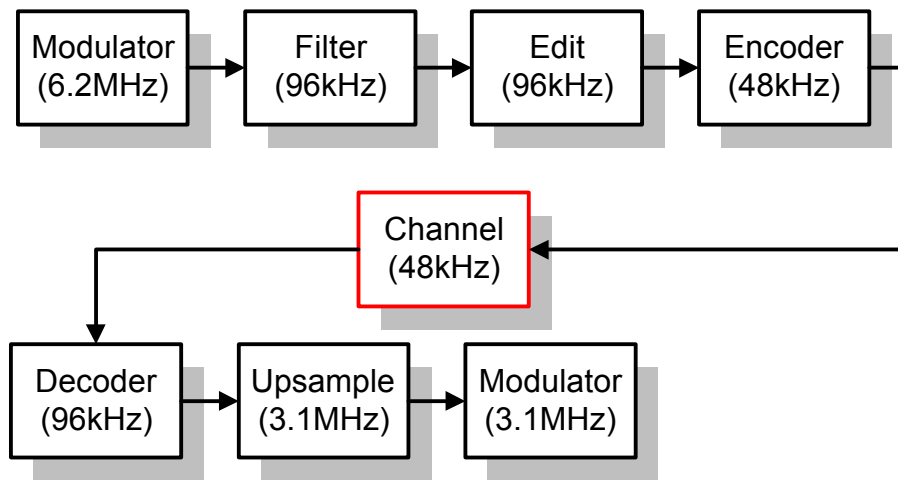 Modulator
(6.2MHz)
Filter
(96kHz)
Edit
(96kHz)
Encoder
(48kHz)
Channel
(48kHz)
Decoder
(96kHz)
Upsample
(3.1MHz)
Modulator
(3.1MHz)